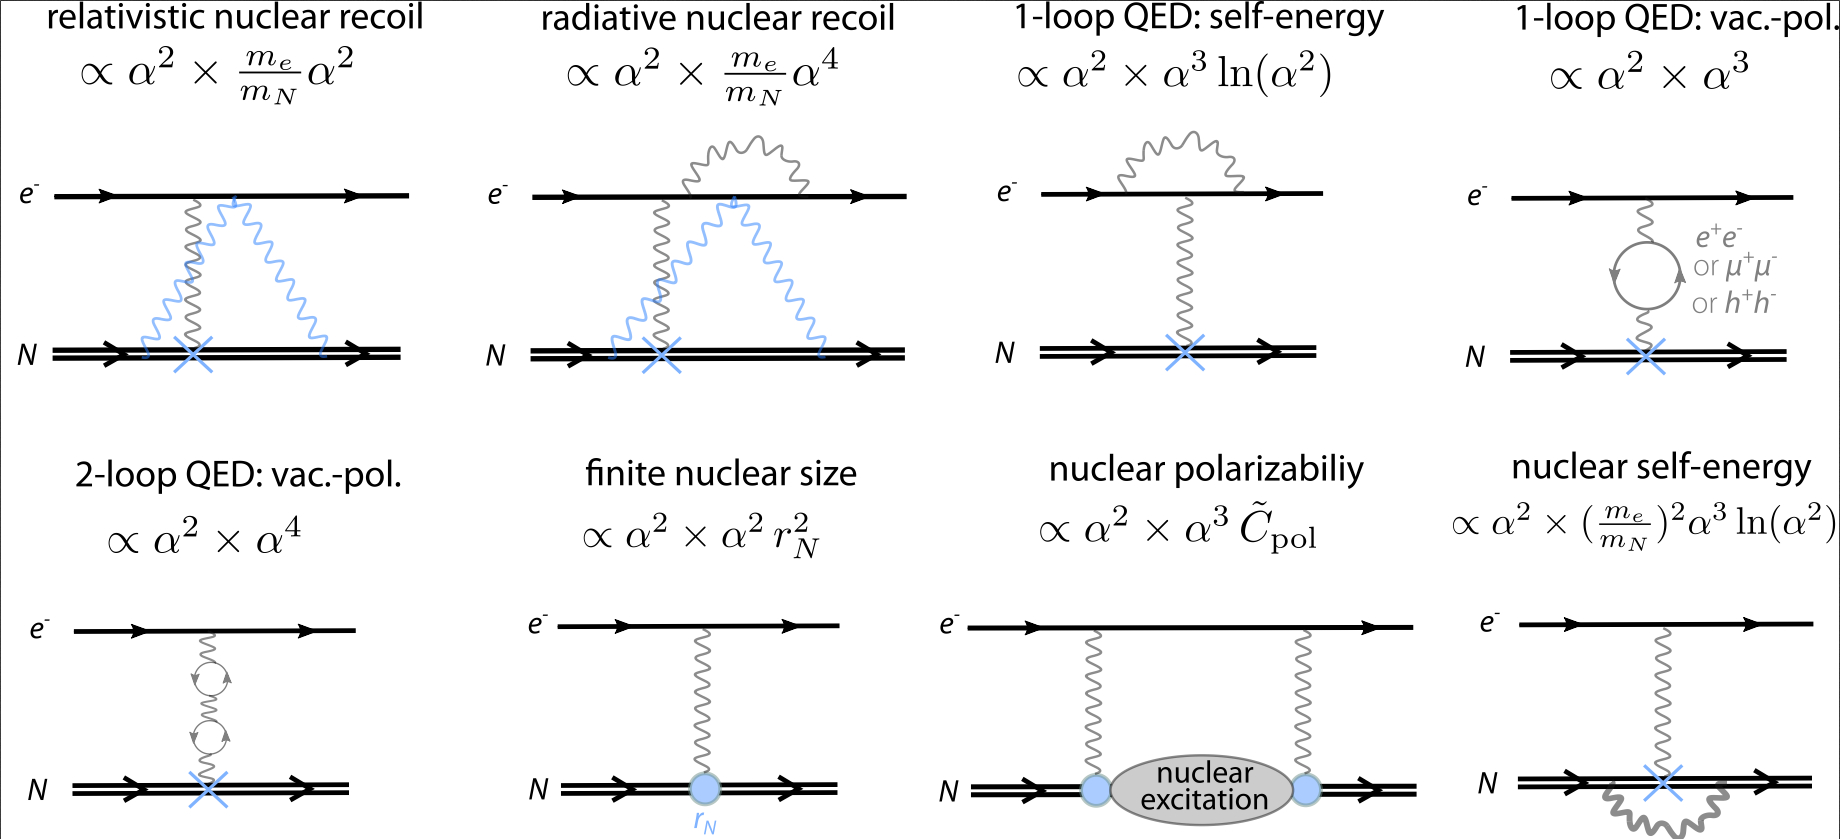 relativistic nuclear recoil
∝ α² × mₑ/m_N α²
e⁻
N
radiative nuclear recoil
∝ α² × mₑ/m_N α⁴
e⁻
N
1-loop QED: self-energy
∝ α² × α³ ln(α²)
e⁻
N
1-loop QED: vac.-pol.
∝ α² × α³
e⁻
e⁺e⁻
or μ⁺μ⁻
or h⁺h⁻
N
2-loop QED: vac.-pol.
∝ α² × α⁴
e⁻
N
finite nuclear size
∝ α² × α² r_N²
e⁻
N
r_N
nuclear polarizabiliy
∝ α² × α³ C̃_pol
e⁻
N
nuclear
excitation
nuclear self-energy
∝ α² × (mₑ/m_N)² α³ ln(α²)
e⁻
N